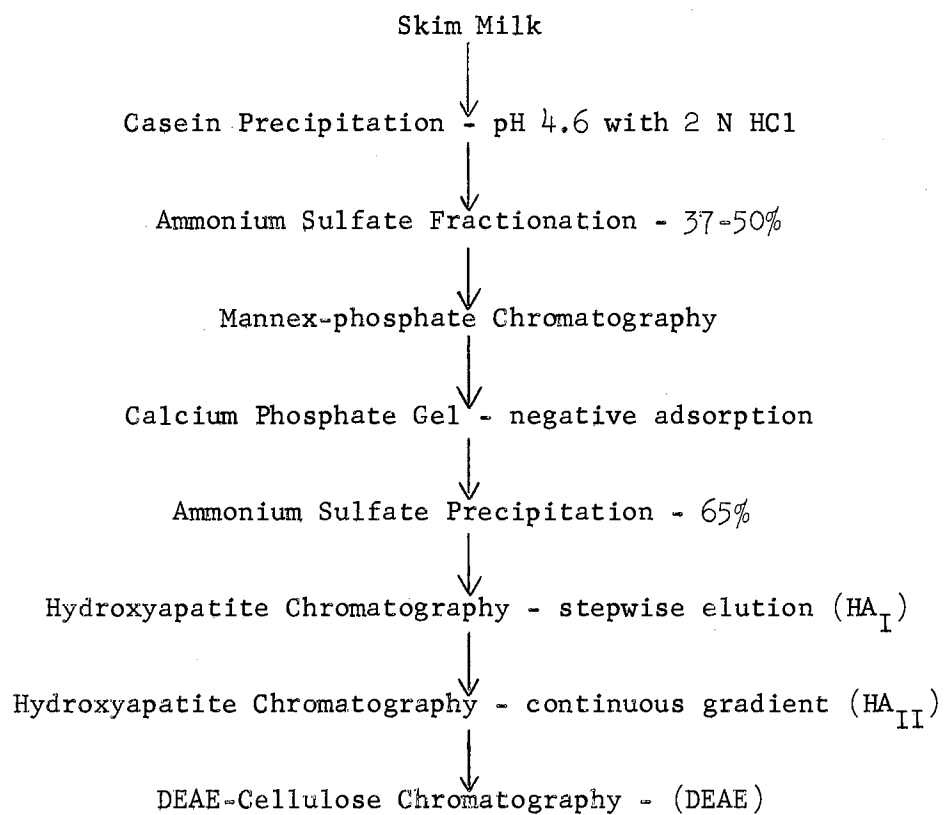 Skim Milk
Casein Precipitation - pH 4.6 with 2 N HCl
Ammonium Sulfate Fractionation - 37-50%
Mannex-phosphate Chromatography
Calcium Phosphate Gel - negative adsorption
Ammonium Sulfate Precipitation - 65%
Hydroxyapatite Chromatography - stepwise elution (HA_I)
Hydroxyapatite Chromatography - continuous gradient (HA_II)
DEAE-Cellulose Chromatography - (DEAE)